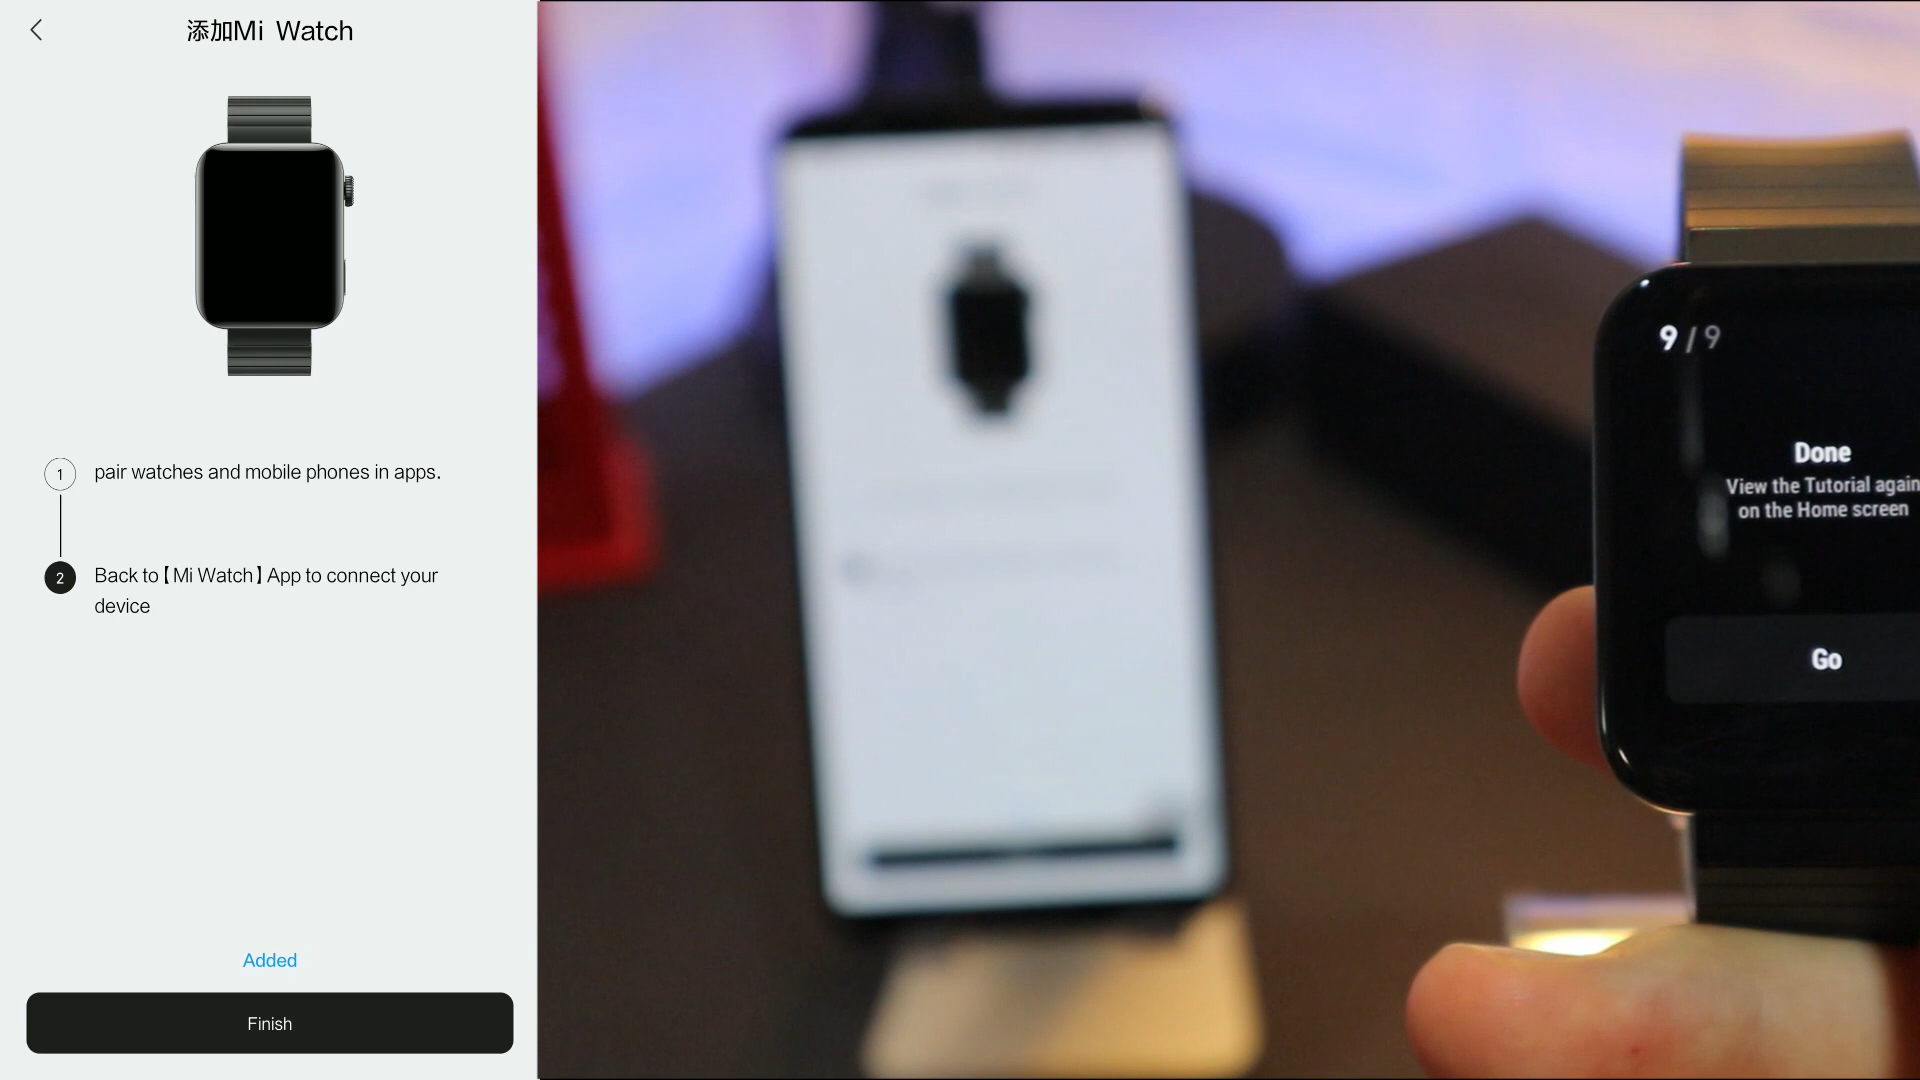 添加Mi Watch
1 pair watches and mobile phones in apps.
2 Back to【Mi Watch】App to connect your
device
Added
Finish
9 / 9
Done
View the Tutorial again
on the Home screen
Go